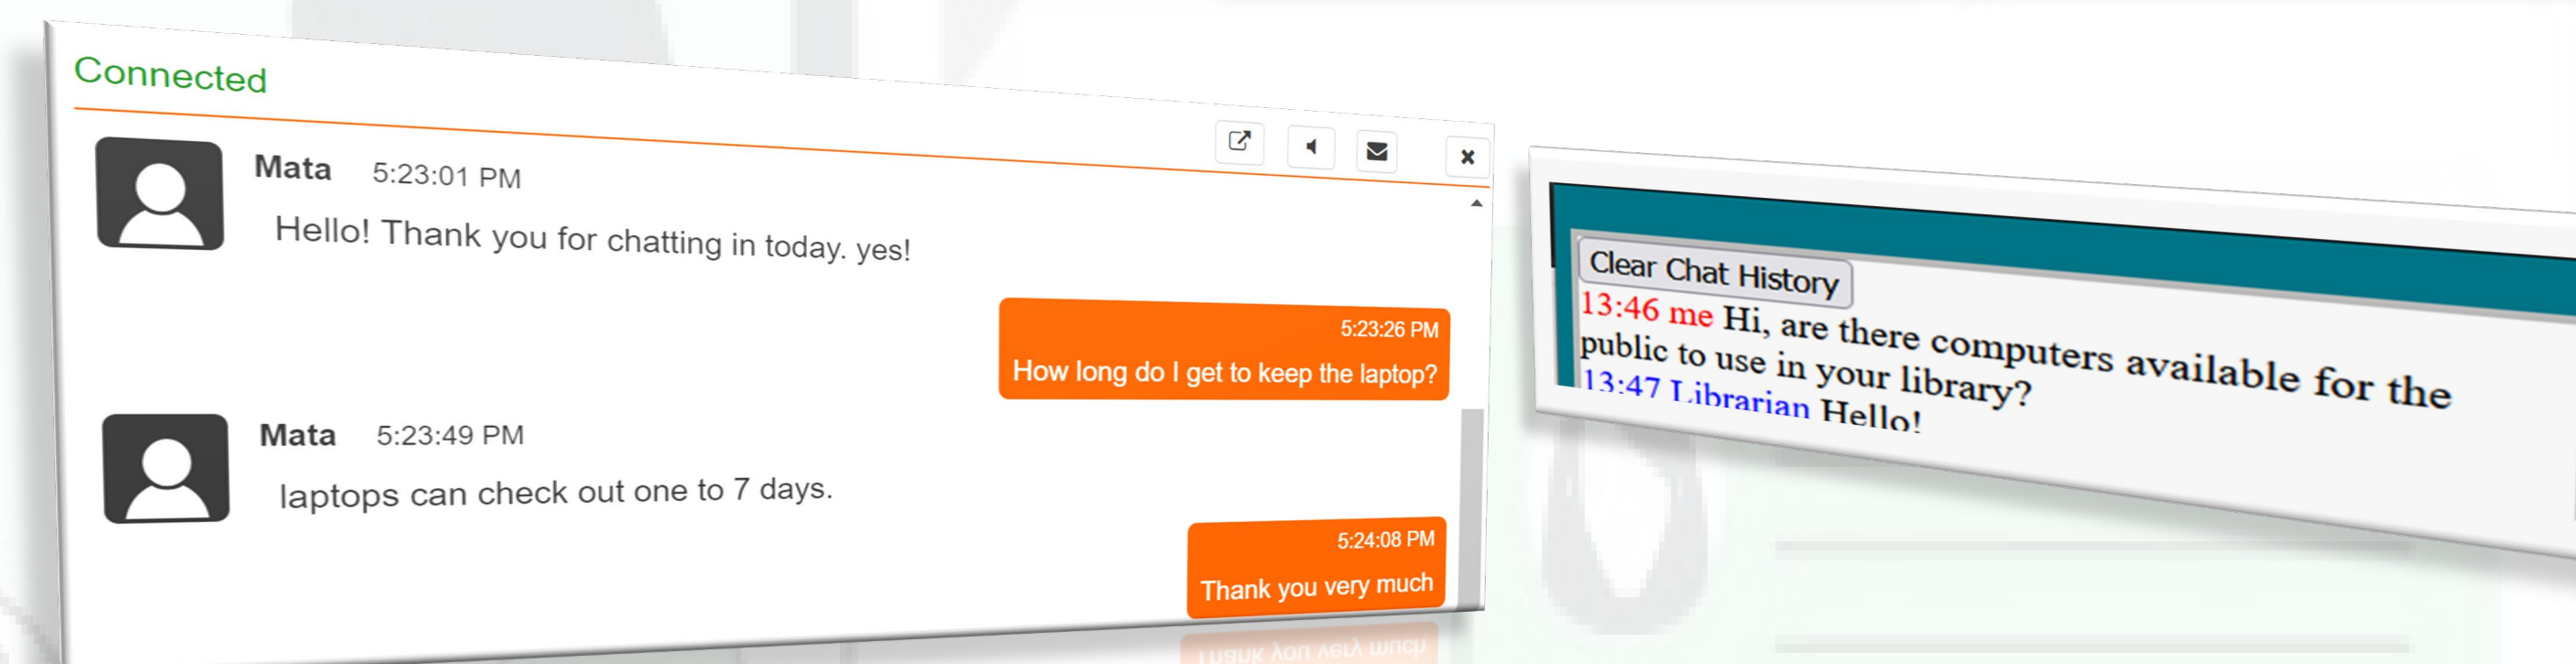 Connected
Mata 5:23:01 PM
Hello! Thank you for chatting in today. yes!
5:23:26 PM
How long do I get to keep the laptop?
Mata 5:23:49 PM
laptops can check out one to 7 days.
5:24:08 PM
Thank you very much
Clear Chat History
13:46 me Hi, are there computers available for the
public to use in your library?
13:47 Librarian Hello!